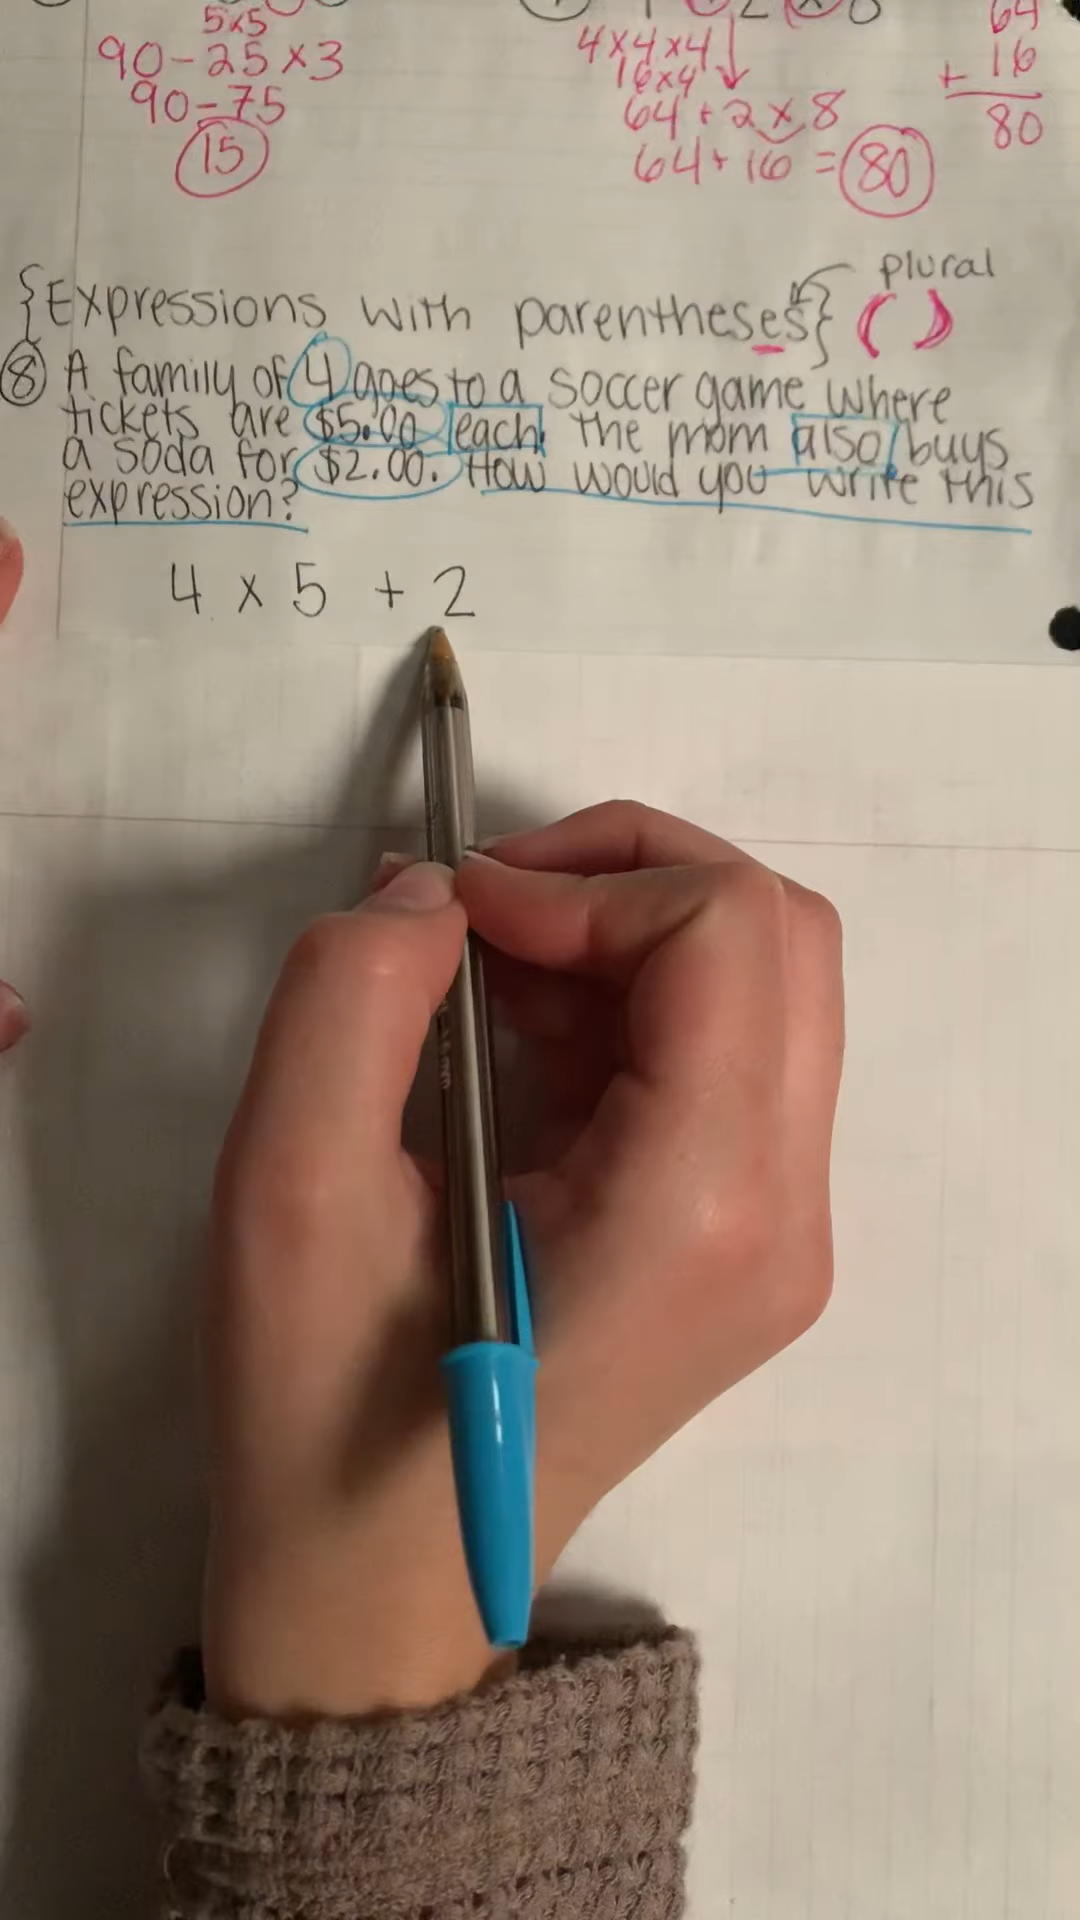 5x5
90-25x3
90-75
15
4x4x4
16x4
64+2x8
64+16=80
64
+ 16
80
plural
{Expressions with parentheses} ( )
8 A family of 4 goes to a soccer game where
tickets are $5.00 each. The mom also buys
a soda for $2.00. How would you write this
expression?
4 x 5 + 2